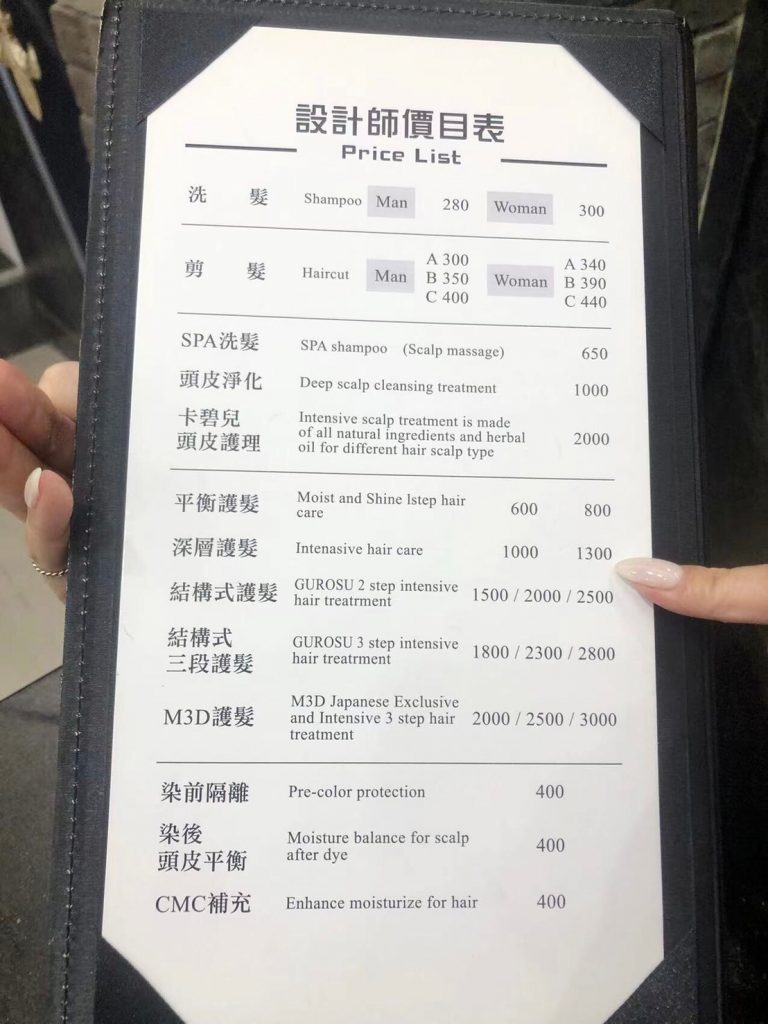 設計師價目表
Price List
洗 髮 Shampoo Man 280 Woman 300
剪 髮 Haircut Man A 300 B 350 C 400 Woman A 340 B 390 C 440
SPA洗髮 SPA shampoo (Scalp massage) 650
頭皮淨化 Deep scalp cleansing treatment 1000
卡碧兒
頭皮護理
Intensive scalp treatment is made
of all natural ingredients and herbal
oil for different hair scalp type
2000
平衡護髮
Moist and Shine lstep hair
care
600 800
深層護髮 Intenasive hair care 1000 1300
結構式護髮
GUROSU 2 step intensive
hair treatrment
1500 / 2000 / 2500
結構式
三段護髮
GUROSU 3 step intensive
hair treatrment
1800 / 2300 / 2800
M3D護髮
M3D Japanese Exclusive
and Intensive 3 step hair
treatment
2000 / 2500 / 3000
染前隔離 Pre-color protection 400
染後
頭皮平衡
Moisture balance for scalp
after dye
400
CMC補充 Enhance moisturize for hair 400